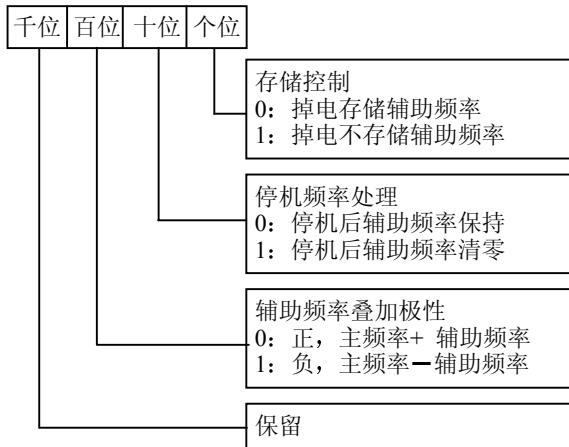 千位 百位 十位 个位
存储控制
0：掉电存储辅助频率
1：掉电不存储辅助频率
停机频率处理
0：停机后辅助频率保持
1：停机后辅助频率清零
辅助频率叠加极性
0：正，主频率+ 辅助频率
1：负，主频率－辅助频率
保留